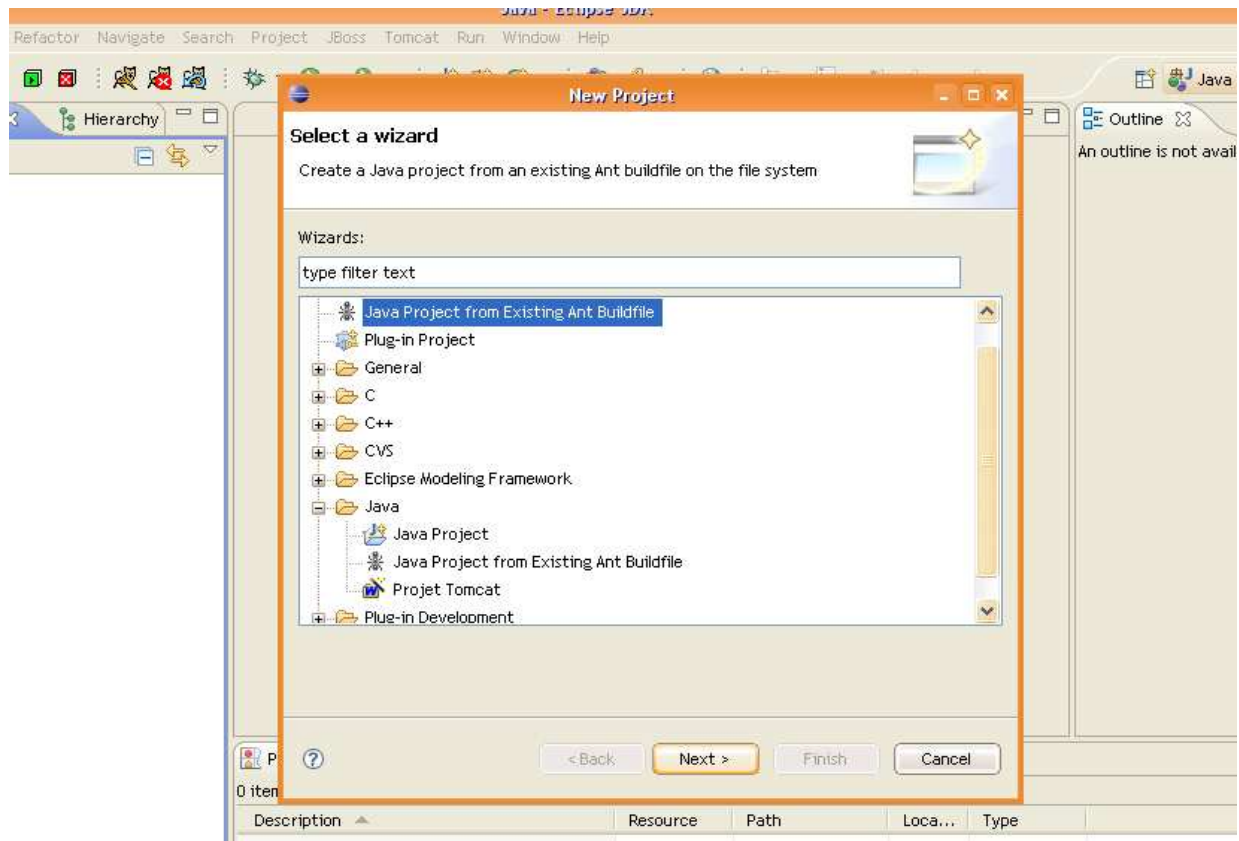 Java - Eclipse SDK
Refactor Navigate Search Project JBoss Tomcat Run Window Help
Java
Hierarchy
Outline
An outline is not avail
New Project
Select a wizard
Create a Java project from an existing Ant buildfile on the file system
Wizards:
type filter text
Java Project from Existing Ant Buildfile
Plug-in Project
General
C
C++
CVS
Eclipse Modeling Framework
Java
Java Project
Java Project from Existing Ant Buildfile
Projet Tomcat
Plug-in Development
< Back Next > Finish Cancel
P
0 item
Description Resource Path Loca... Type